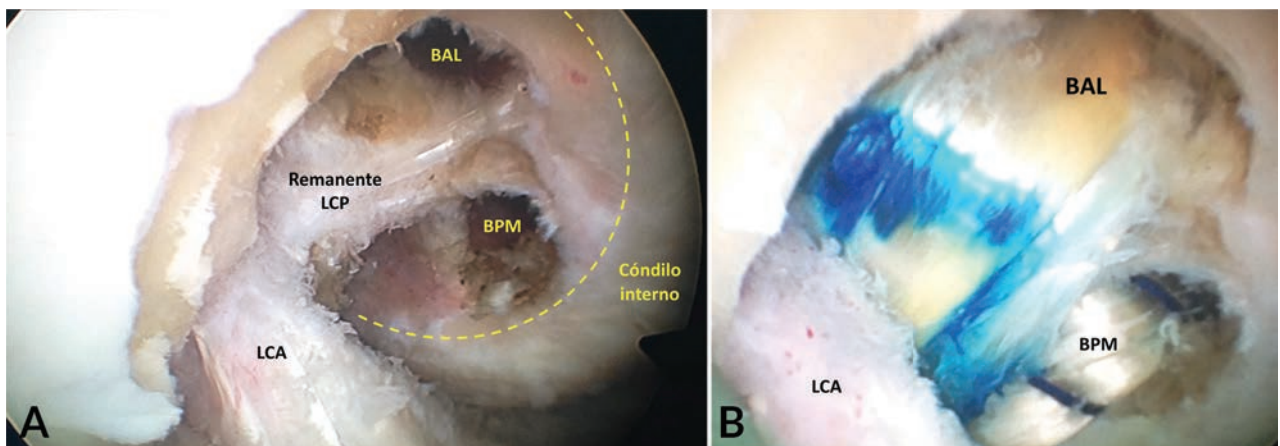 BAL
Remanente
LCP
BPM
Cóndilo
interno
LCA
A
BAL
BPM
LCA
B